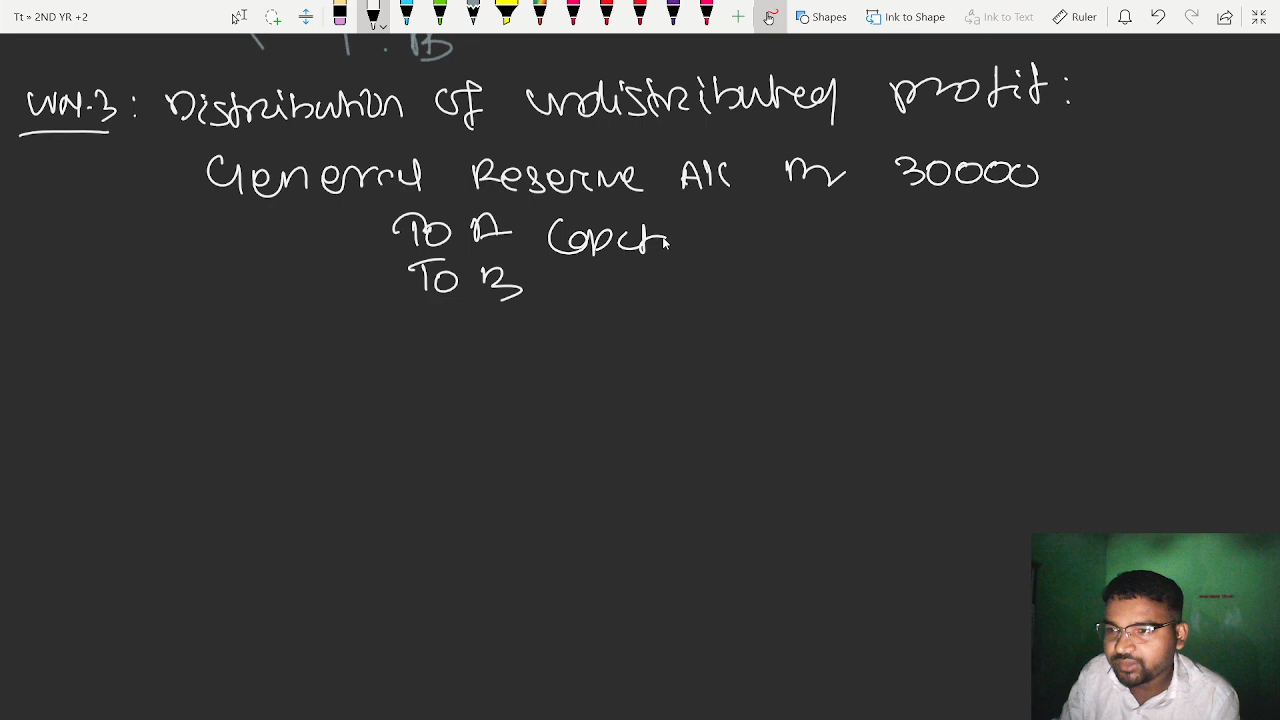 Tt » 2ND YR +2
Shapes Ink to Shape Ink to Text Ruler
T. B
WN-3: Distribution of undistributed profit:
General Reserve A/c Dr 30000
To A Capit
To B